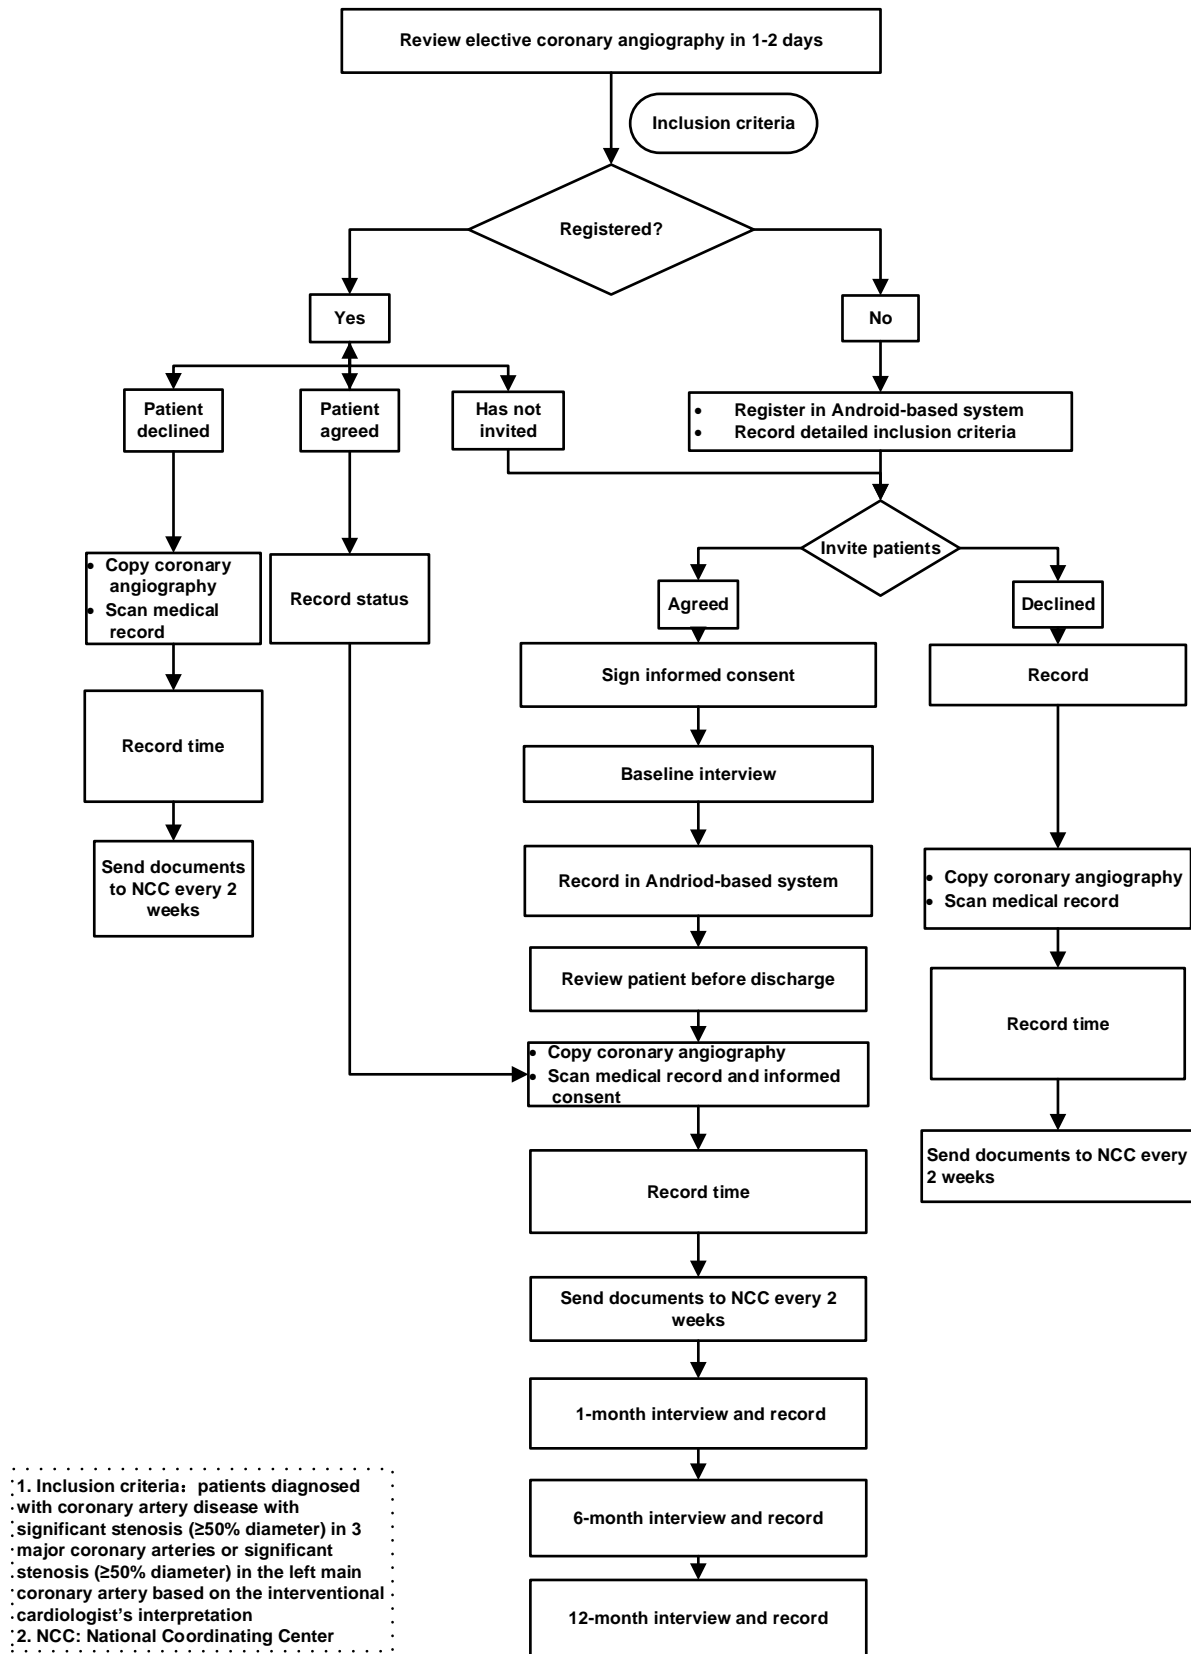 Review elective coronary angiography in 1-2 days
Inclusion criteria
Registered?
Yes
No
Patient
declined
Patient
agreed
Has not
invited
• Register in Android-based system
• Record detailed inclusion criteria
Invite patients
• Copy coronary
angiography
• Scan medical
record
Record status
Agreed
Declined
Sign informed consent
Record
Record time
Baseline interview
Send documents
to NCC every 2
weeks
Record in Andriod-based system
• Copy coronary angiography
• Scan medical record
Review patient before discharge
Record time
• Copy coronary angiography
• Scan medical record and informed
consent
Send documents to NCC every
2 weeks
Record time
Send documents to NCC every 2
weeks
1-month interview and record
6-month interview and record
12-month interview and record
1. Inclusion criteria：patients diagnosed
with coronary artery disease with
significant stenosis (≥50% diameter) in 3
major coronary arteries or significant
stenosis (≥50% diameter) in the left main
coronary artery based on the interventional
cardiologist’s interpretation
2. NCC: National Coordinating Center